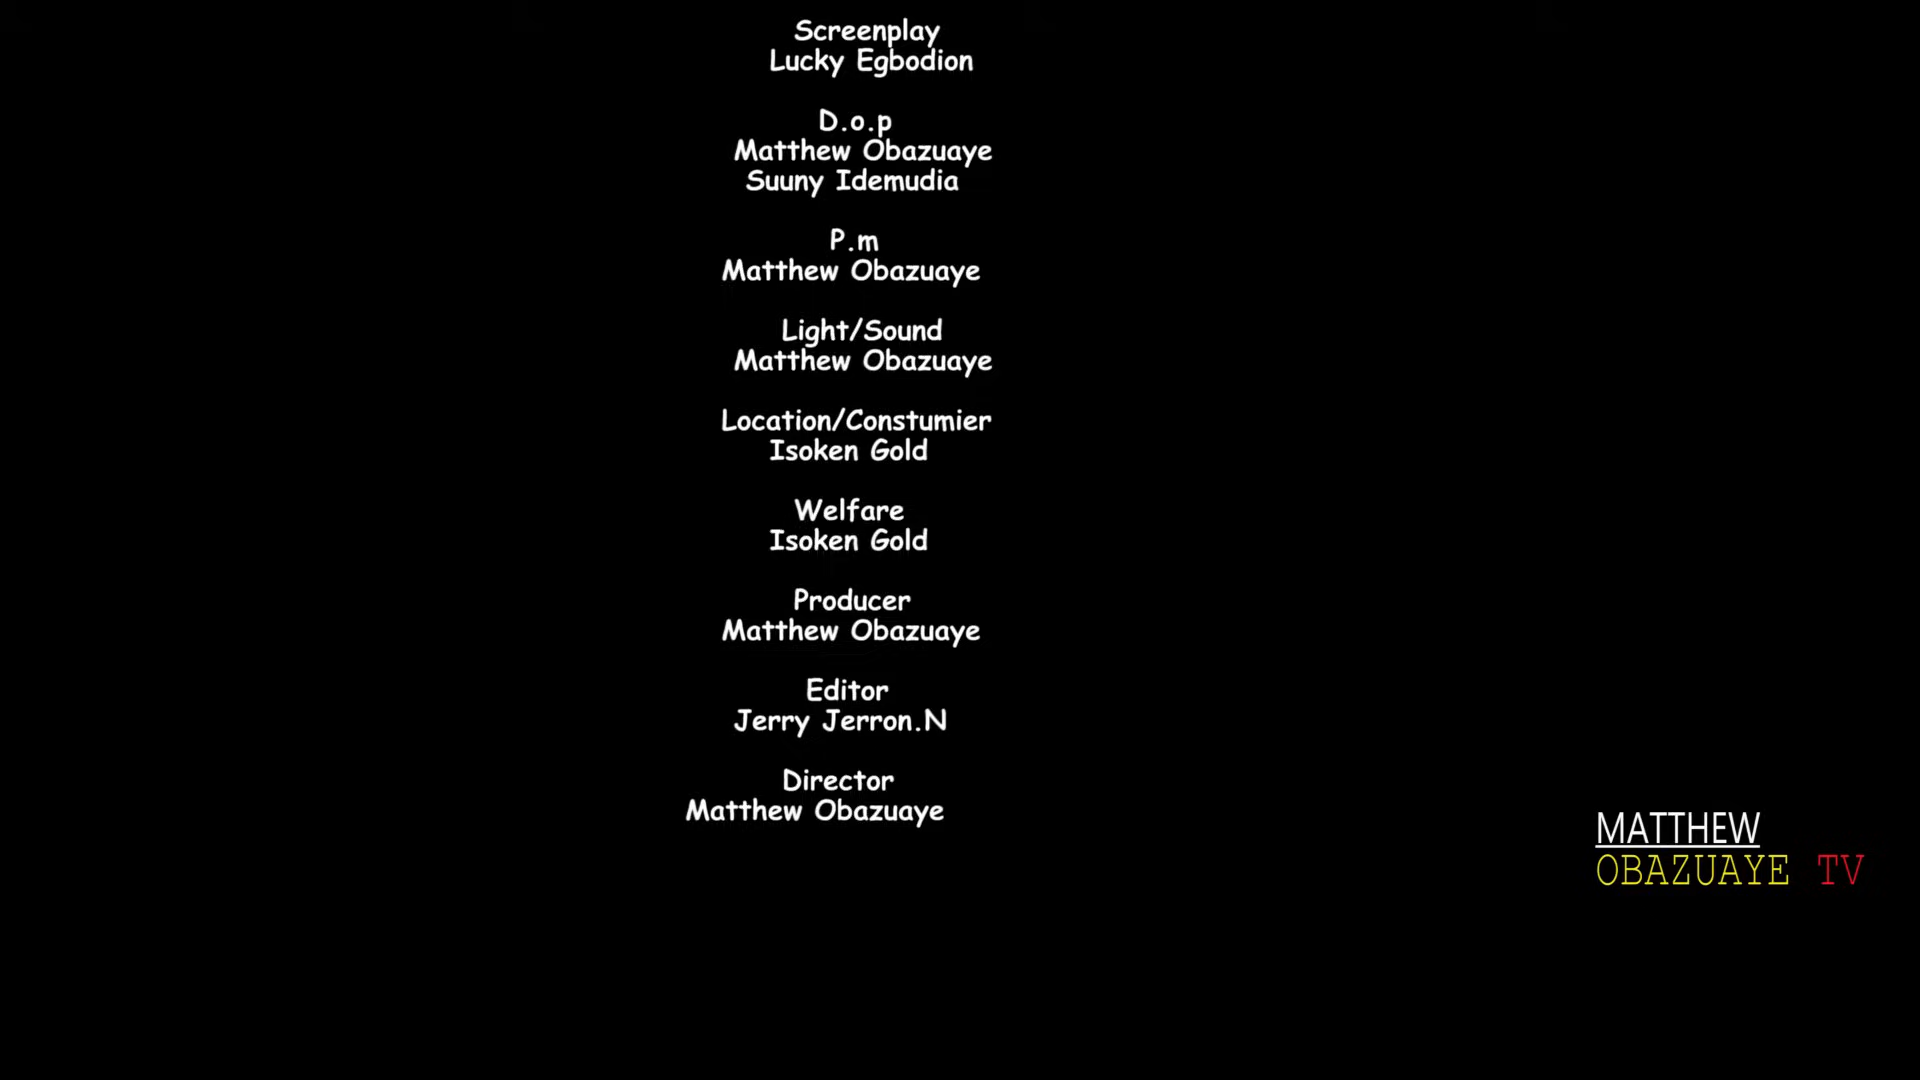 Screenplay
Lucky Egbodion
D.o.p
Matthew Obazuaye
Suuny Idemudia
P.m
Matthew Obazuaye
Light/Sound
Matthew Obazuaye
Location/Constumier
Isoken Gold
Welfare
Isoken Gold
Producer
Matthew Obazuaye
Editor
Jerry Jerron.N
Director
Matthew Obazuaye
MATTHEW
OBAZUAYE TV